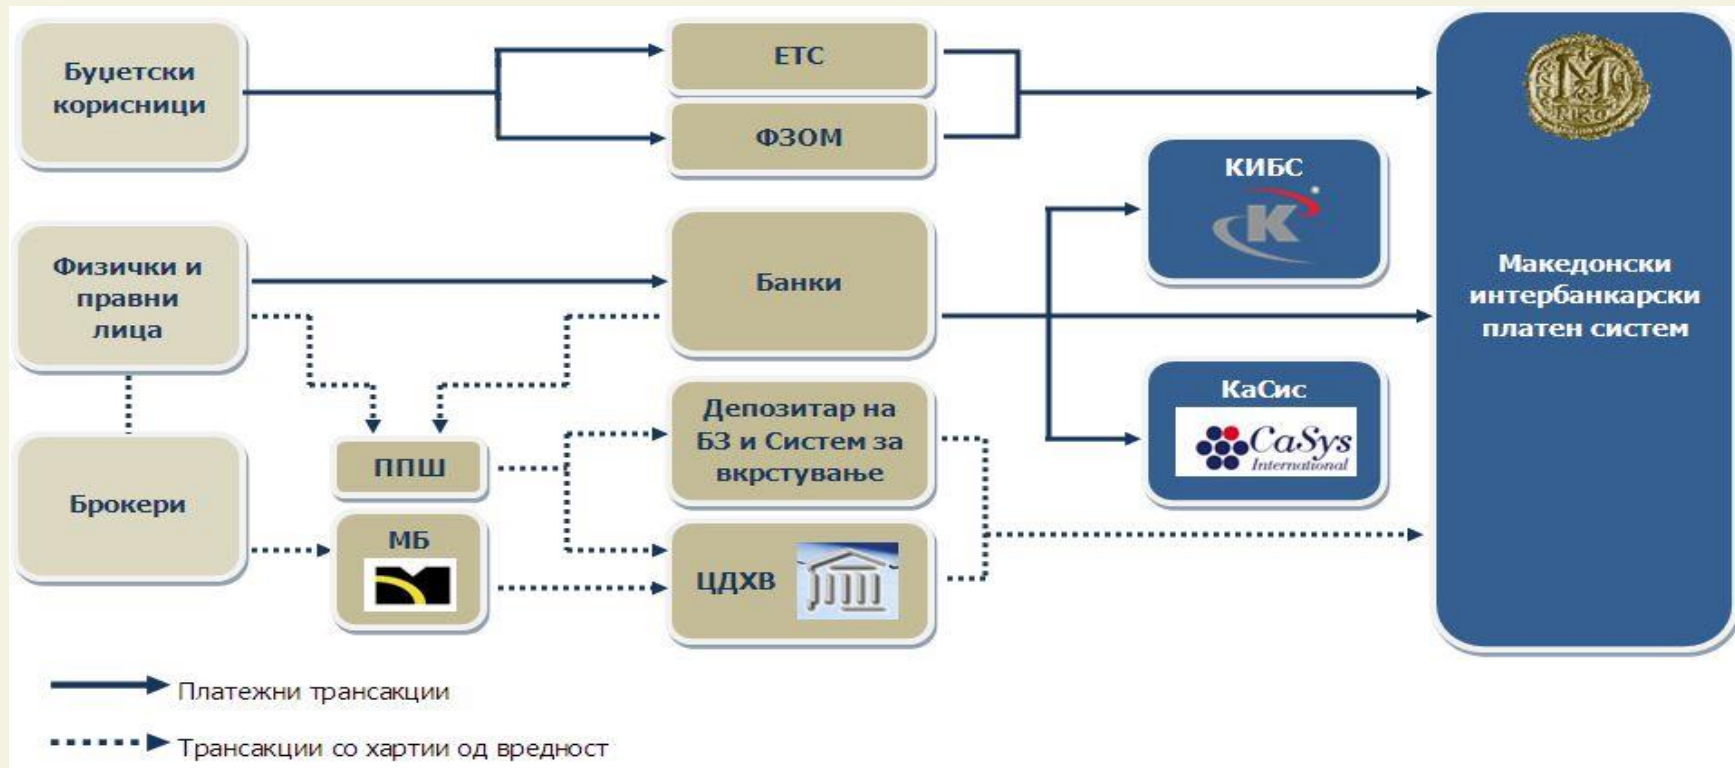 Буџетски
корисници
ЕТС
ФЗОМ
КИБС
K
Физички и
правни
лица
Банки
Македонски
интербанкарски
платен систем
КаСис
CaSys
International
Депозитар на
БЗ и Систем за
вкрстување
ППШ
Брокери
МБ
ЦДХВ
Платежни трансакции
Трансакции со хартии од вредност